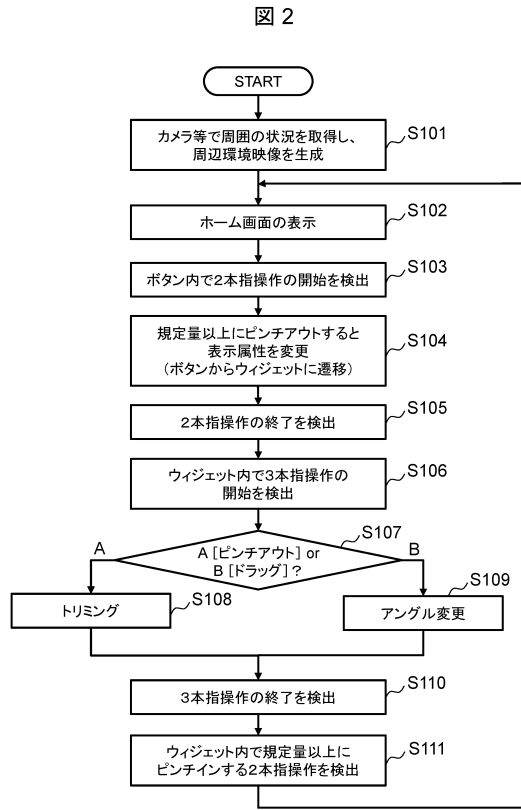 図2
START
カメラ等で周囲の状況を取得し、
周辺環境映像を生成
S101
ホーム画面の表示
S102
ボタン内で2本指操作の開始を検出
S103
規定量以上にピンチアウトすると
表示属性を変更
(ボタンからウィジェットに遷移)
S104
2本指操作の終了を検出
S105
ウィジェット内で3本指操作の
開始を検出
S106
A [ピンチアウト] or
B [ドラッグ] ?
S107
A
B
トリミング
S108
アングル変更
S109
3本指操作の終了を検出
S110
ウィジェット内で規定量以上に
ピンチインする2本指操作を検出
S111